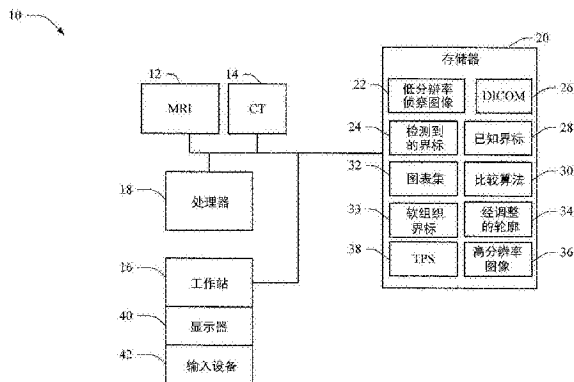 10
20
存储器
12
14
22
低分辨率
侦察图像
DICOM
26
MRI
CT
24
检测到
的界标
已知界标
28
32
图表集
比较算法
30
18
处理器
33
软组织
界标
经调整
的轮廓
34
38
TPS
高分辨率
图像
36
16
工作站
40
显示器
42
输入设备